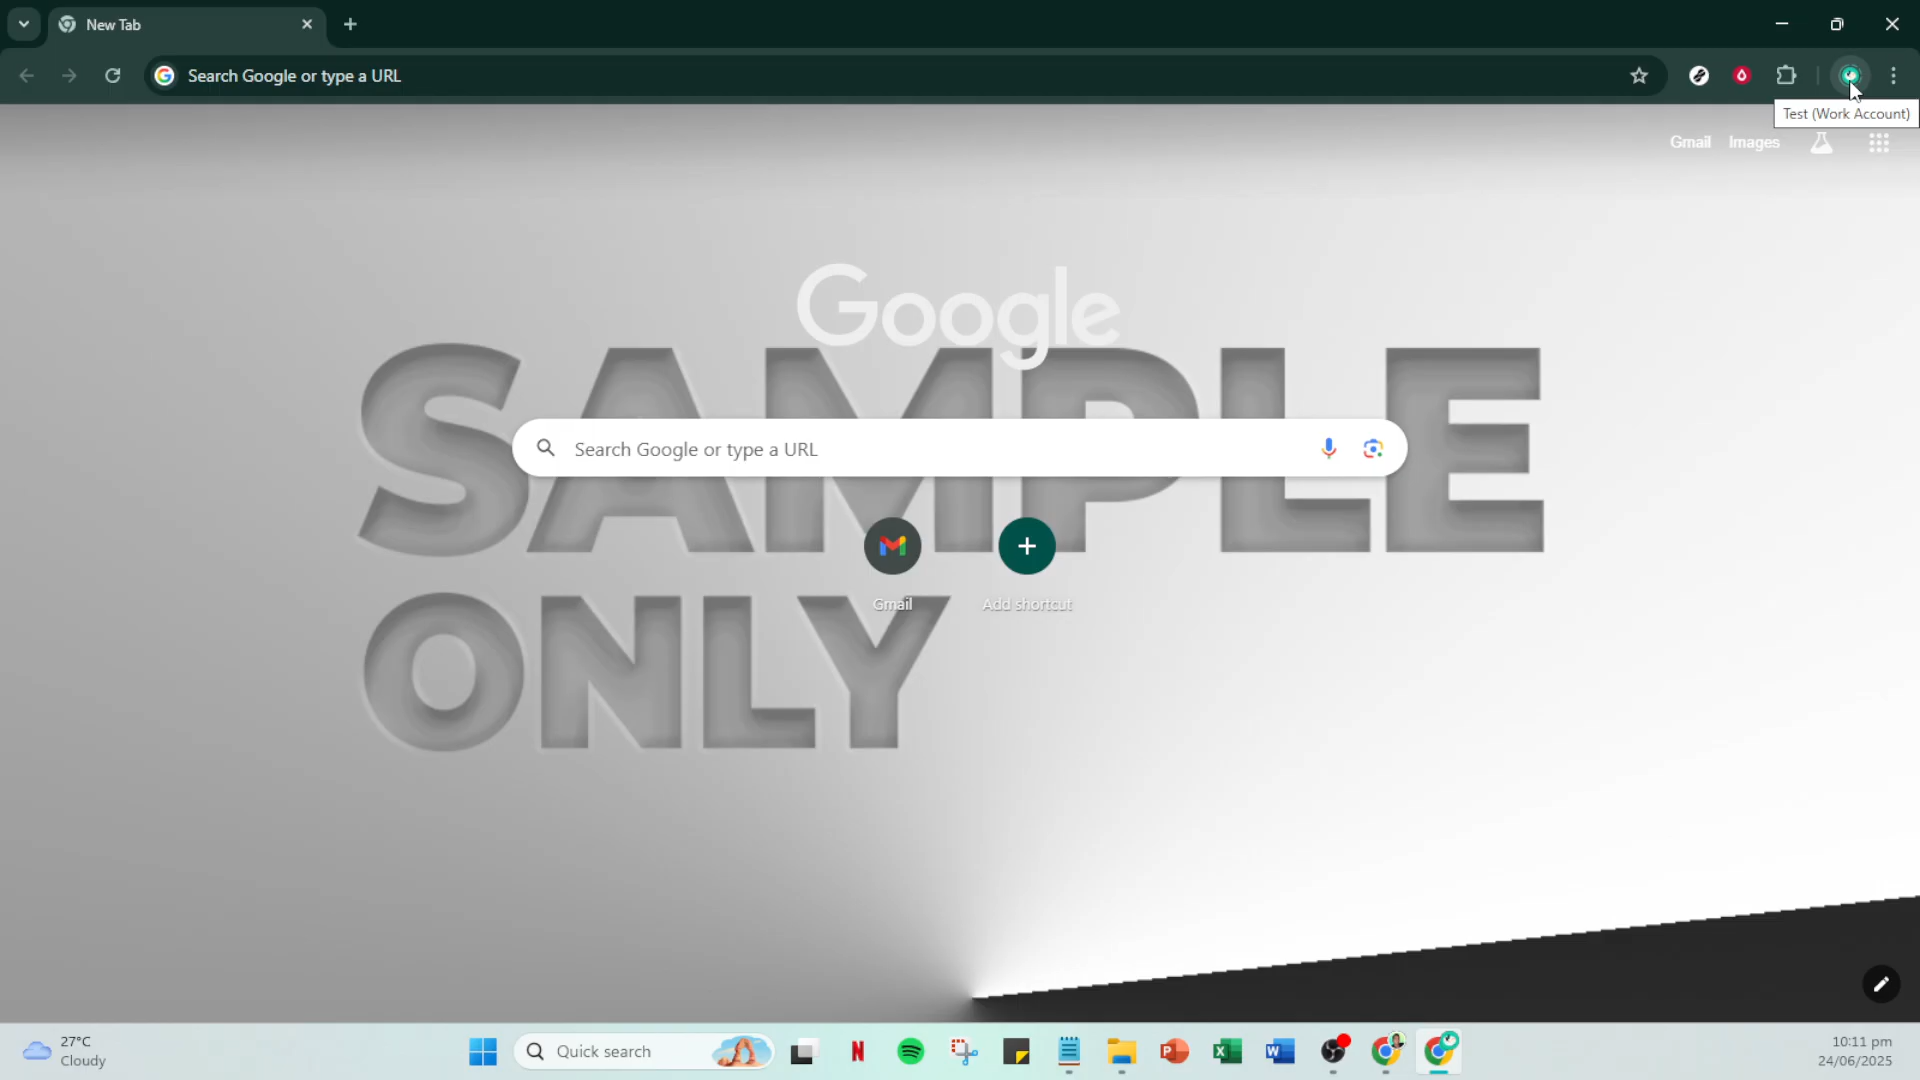 New Tab
Search Google or type a URL
Test (Work Account)
Gmail Images
Google
SAMPLE
Search Google or type a URL
Gmail Add shortcut
ONLY
27°C
Cloudy
Quick search
10:11 pm
24/06/2025